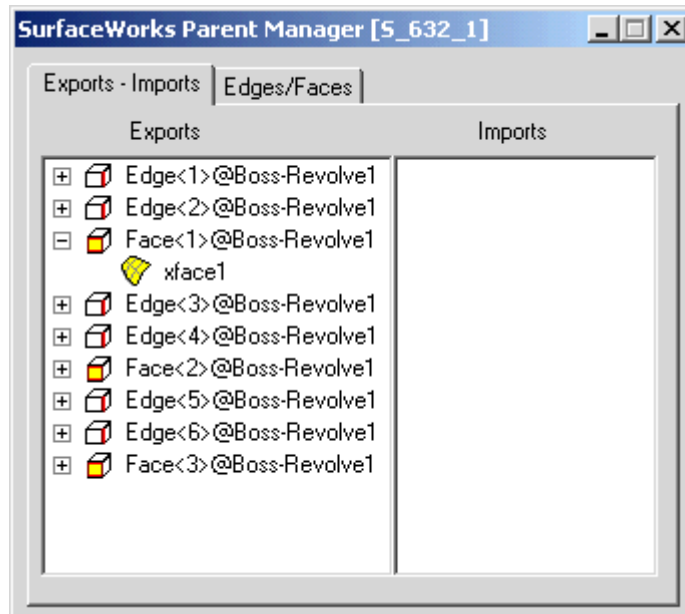 SurfaceWorks Parent Manager [S_632_1]
Exports - Imports Edges/Faces
Exports Imports
Edge<1>@Boss-Revolve1
Edge<2>@Boss-Revolve1
Face<1>@Boss-Revolve1
xface1
Edge<3>@Boss-Revolve1
Edge<4>@Boss-Revolve1
Face<2>@Boss-Revolve1
Edge<5>@Boss-Revolve1
Edge<6>@Boss-Revolve1
Face<3>@Boss-Revolve1